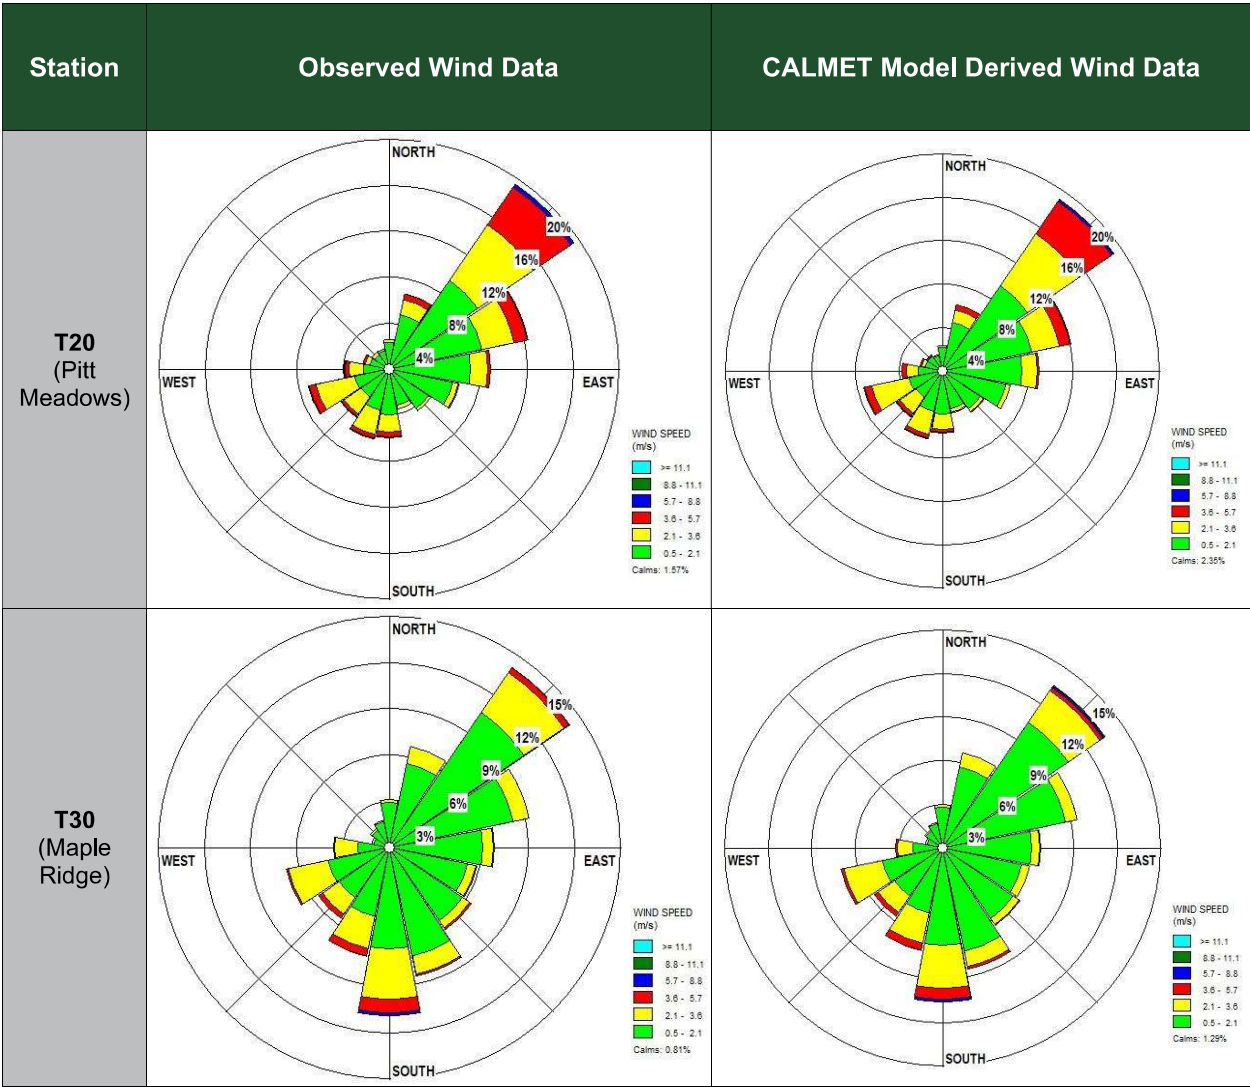 Station
Observed Wind Data
CALMET Model Derived Wind Data
T20
(Pitt
Meadows)
NORTH
20%
16%
12%
8%
4%
WEST
EAST
SOUTH
WIND SPEED
(m/s)
>= 11.1
8.8 - 11.1
5.7 - 8.8
3.6 - 5.7
2.1 - 3.6
0.5 - 2.1
Calms: 1.57%
NORTH
20%
16%
12%
8%
4%
WEST
EAST
SOUTH
WIND SPEED
(m/s)
>= 11.1
8.8 - 11.1
5.7 - 8.8
3.6 - 5.7
2.1 - 3.6
0.5 - 2.1
Calms: 2.35%
T30
(Maple
Ridge)
NORTH
15%
12%
9%
6%
3%
WEST
EAST
SOUTH
WIND SPEED
(m/s)
>= 11.1
8.8 - 11.1
5.7 - 8.8
3.6 - 5.7
2.1 - 3.6
0.5 - 2.1
Calms: 0.81%
NORTH
15%
12%
9%
6%
3%
WEST
EAST
SOUTH
WIND SPEED
(m/s)
>= 11.1
8.8 - 11.1
5.7 - 8.8
3.6 - 5.7
2.1 - 3.6
0.5 - 2.1
Calms: 1.29%